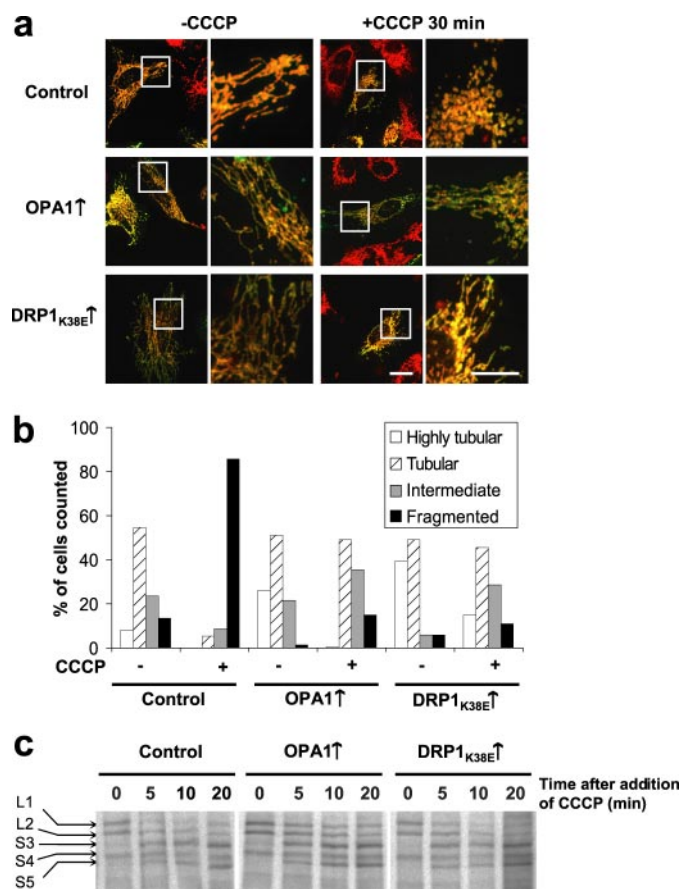 a
-CCCP +CCCP 30 min
Control
OPA1↑
DRP1K38E↑
b
% of cells counted
100
80
60
40
20
0
Highly tubular
Tubular
Intermediate
Fragmented
CCCP - + - + - +
Control OPA1↑ DRP1K38E↑
c
Control OPA1↑ DRP1K38E↑
0 5 10 20 0 5 10 20 0 5 10 20 Time after addition
of CCCP (min)
L1
L2
S3
S4
S5